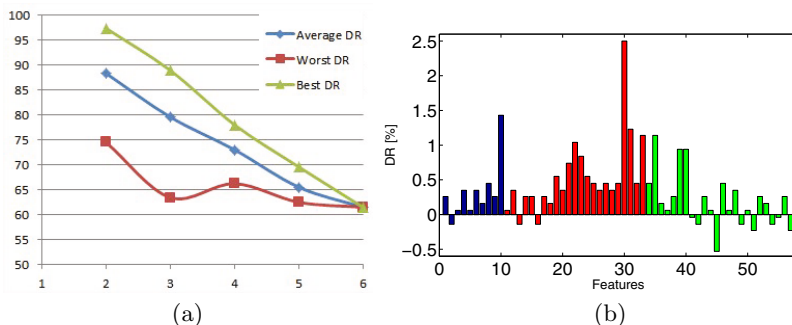 100
95
90
85
80
75
70
65
60
55
50
1 2 3 4 5 6
Average DR
Worst DR
Best DR
(a)
DR [%]
2.5
2
1.5
1
0.5
0
−0.5
0 10 20 30 40 50
Features
(b)